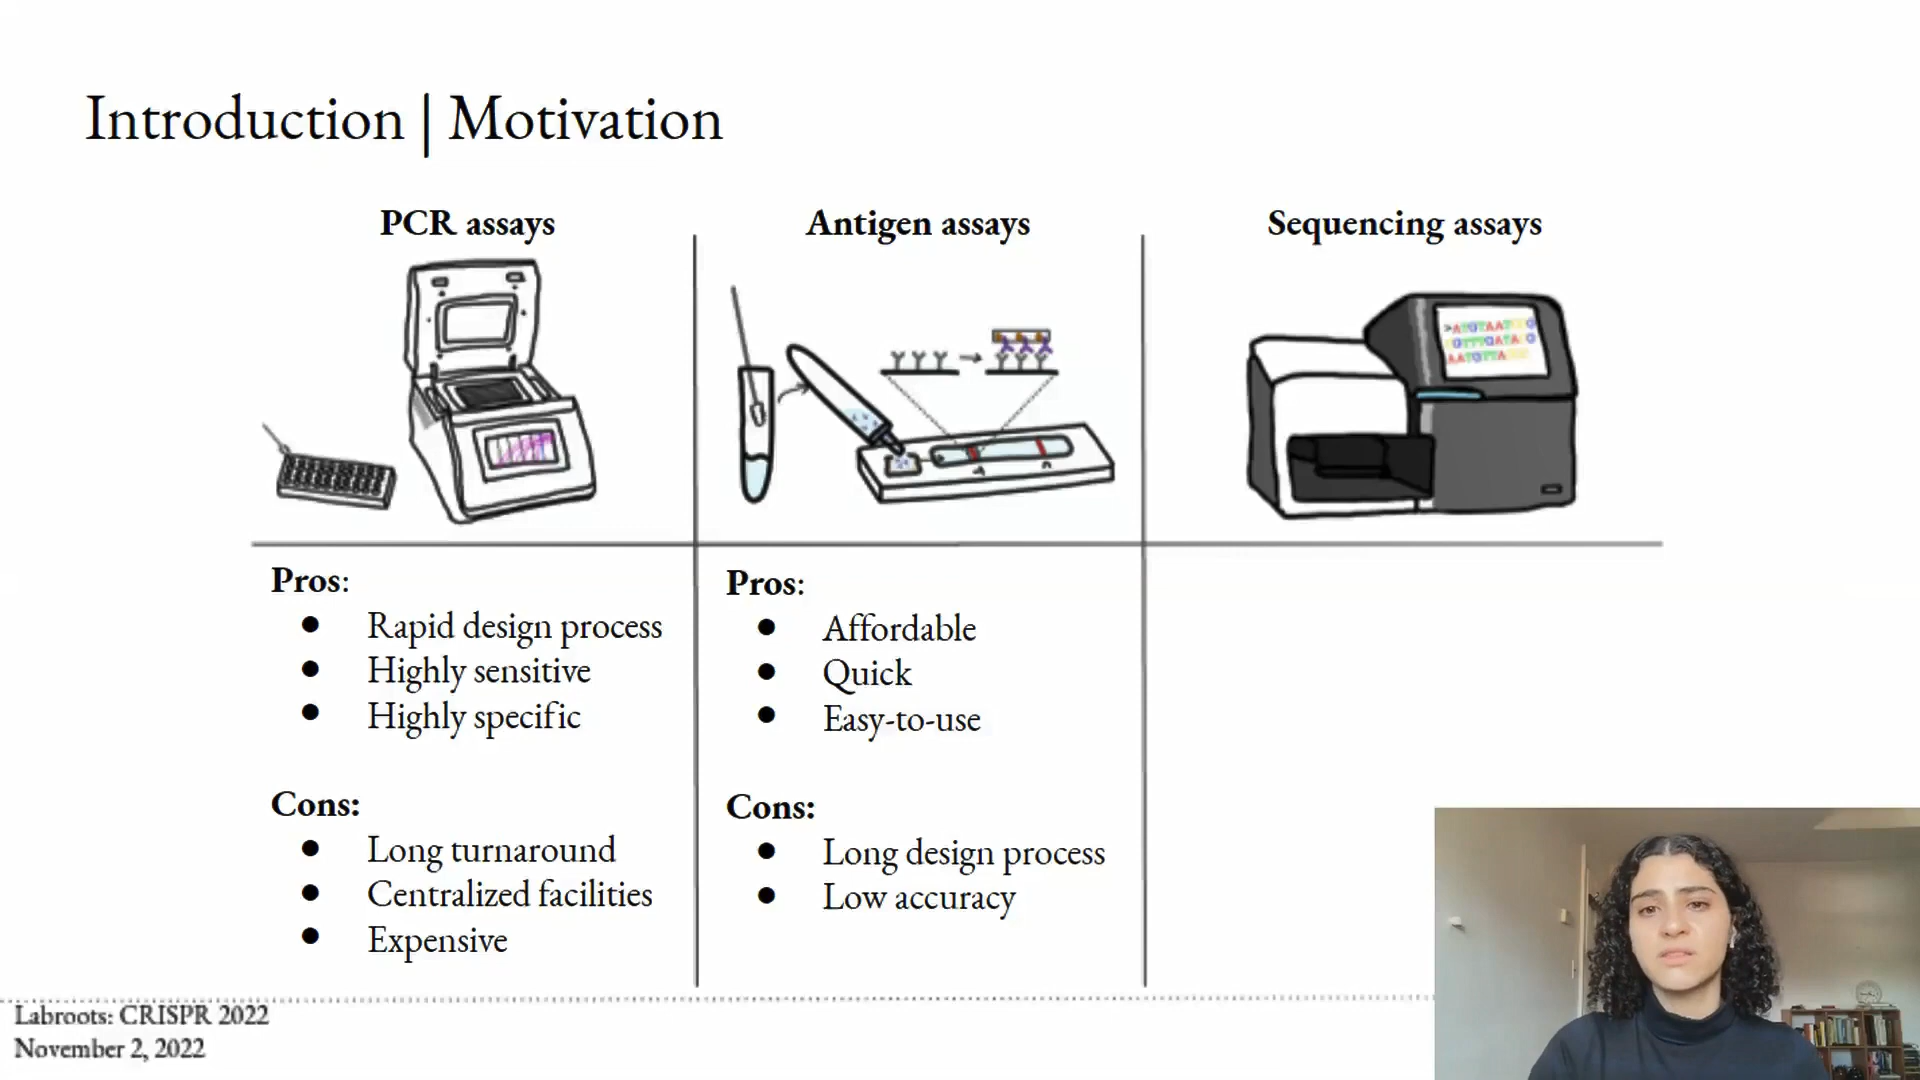 Introduction | Motivation
PCR assays
Antigen assays
Sequencing assays
Pros:
● Rapid design process
● Highly sensitive
● Highly specific
Cons:
● Long turnaround
● Centralized facilities
● Expensive
Pros:
● Affordable
● Quick
● Easy-to-use
Cons:
● Long design process
● Low accuracy
Labroots: CRISPR 2022
November 2, 2022